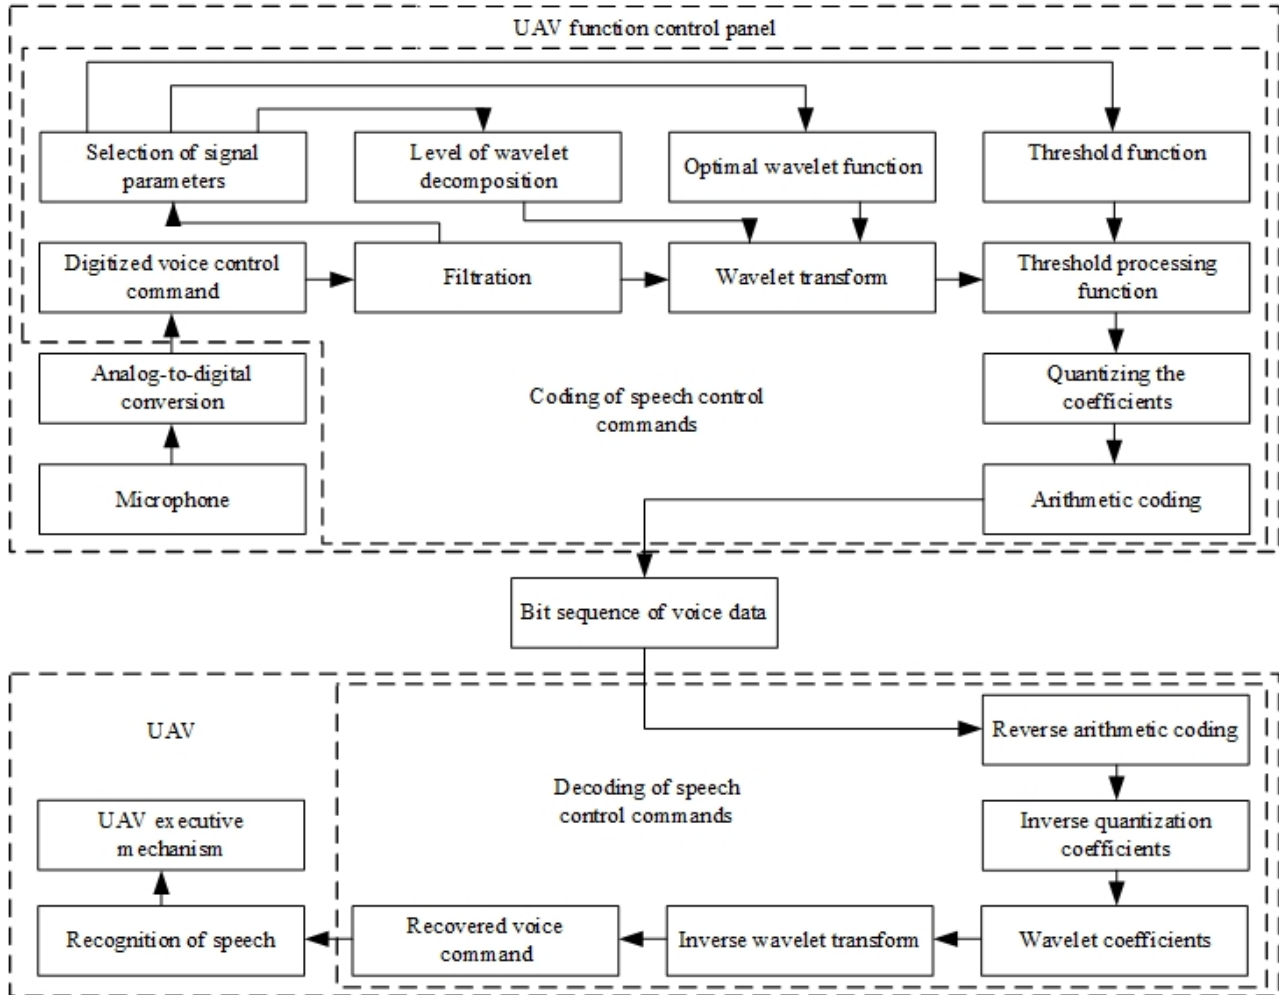 UAV function control panel
Selection of signal
parameters
Level of wavelet
decomposition
Optimal wavelet function
Threshold function
Digitized voice control
command
Filtration
Wavelet transform
Threshold processing
function
Analog-to-digital
conversion
Coding of speech control
commands
Quantizing the
coefficients
Microphone
Arithmetic coding
Bit sequence of voice data
UAV
Reverse arithmetic coding
Decoding of speech
control commands
UAV executive
mechanism
Inverse quantization
coefficients
Recognition of speech
Recovered voice
command
Inverse wavelet transform
Wavelet coefficients